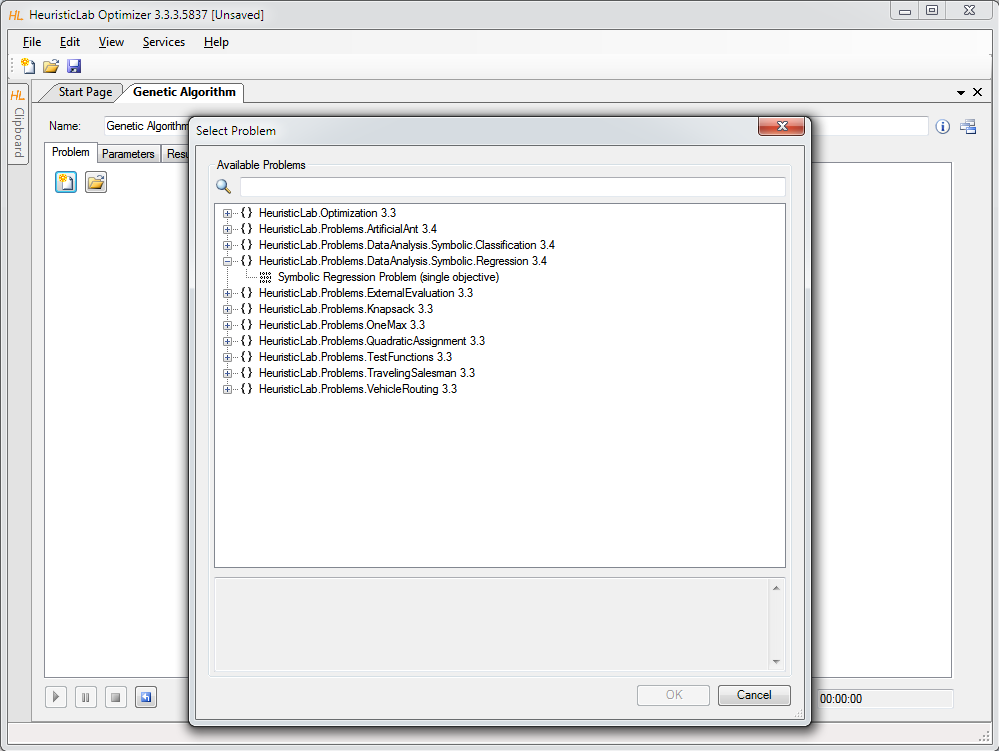 HL HeuristicLab Optimizer 3.3.3.5837 [Unsaved]
File Edit View Services Help
HL Clipboard
Start Page Genetic Algorithm
Name: Genetic Algorithm
Problem Parameters Resu
Select Problem
Available Problems
{} HeuristicLab.Optimization 3.3
{} HeuristicLab.Problems.ArtificialAnt 3.4
{} HeuristicLab.Problems.DataAnalysis.Symbolic.Classification 3.4
{} HeuristicLab.Problems.DataAnalysis.Symbolic.Regression 3.4
Symbolic Regression Problem (single objective)
{} HeuristicLab.Problems.ExternalEvaluation 3.3
{} HeuristicLab.Problems.Knapsack 3.3
{} HeuristicLab.Problems.OneMax 3.3
{} HeuristicLab.Problems.QuadraticAssignment 3.3
{} HeuristicLab.Problems.TestFunctions 3.3
{} HeuristicLab.Problems.TravelingSalesman 3.3
{} HeuristicLab.Problems.VehicleRouting 3.3
OK Cancel
00:00:00